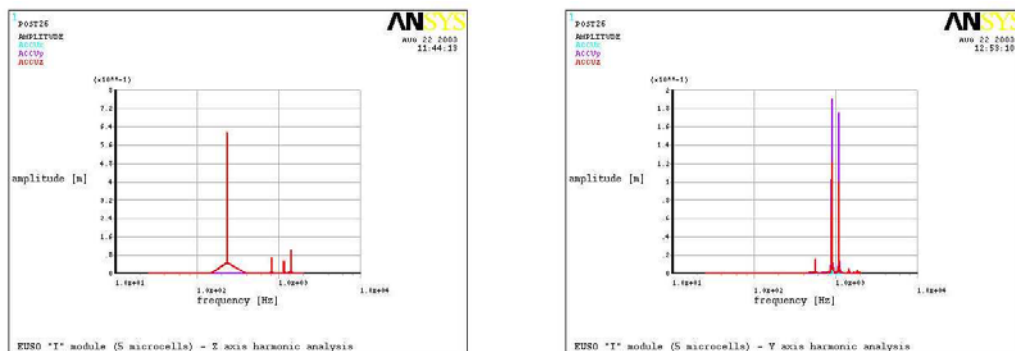 1
POST26
AMPLITUDE
ACCUx
ACCUy
ACCUz
ANSYS
AUG 22 2003
11:44:13
(x10**-1)
8
7.2
6.4
5.6
4.8
4
3.2
2.4
1.6
.8
0
amplitude [m]
1.0E+01
1.0E+02
1.0E+03
1.0E+04
frequency [Hz]
EUSO "I" module (5 microcells) - Z axis harmonic analysis
1
POST26
AMPLITUDE
ACCUx
ACCUy
ACCUz
ANSYS
AUG 22 2003
12:53:10
(x10**-1)
2
1.8
1.6
1.4
1.2
1
.8
.6
.4
.2
0
amplitude [m]
1.0E+01
1.0E+02
1.0E+03
1.0E+04
frequency [Hz]
EUSO "I" module (5 microcells) - Y axis harmonic analysis